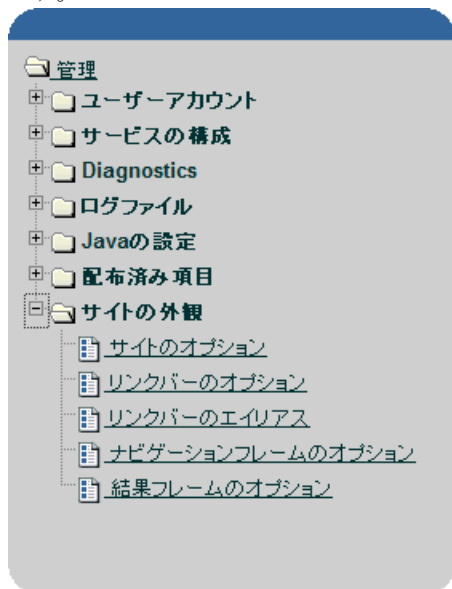 管理
ユーザーアカウント
サービスの構成
Diagnostics
ログファイル
Javaの設定
配布済み項目
サイトの外観
サイトのオプション
リンクバーのオプション
リンクバーのエイリアス
ナビゲーションフレームのオプション
結果フレームのオプション